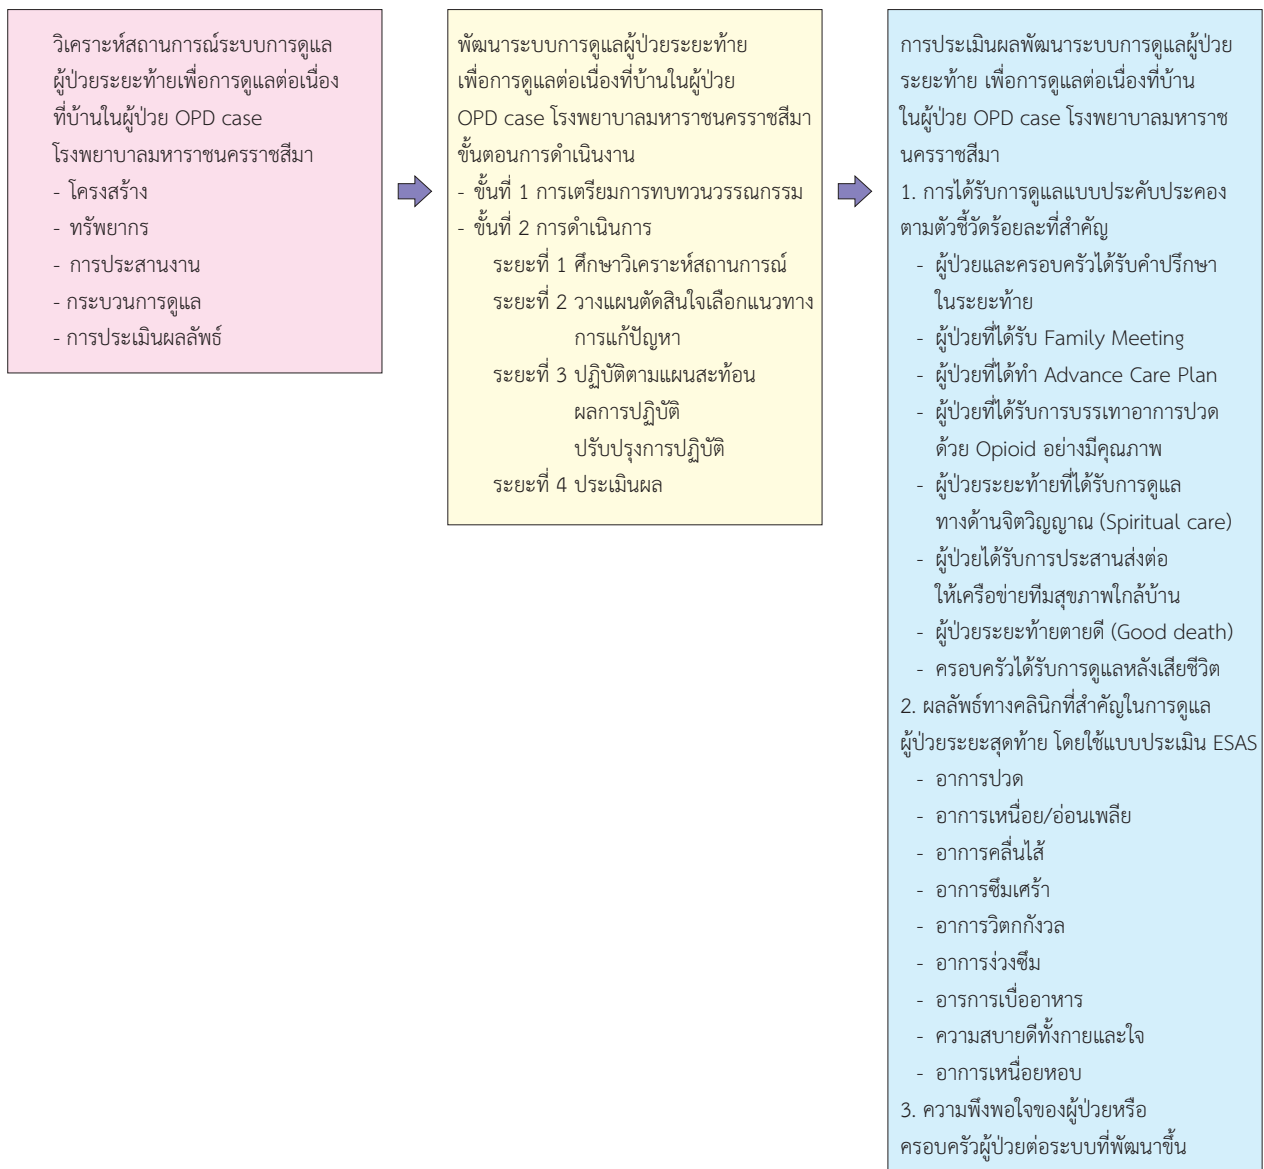 วิเคราะห์สถานการณ์ระบบการดูแล
ผู้ป่วยระยะท้ายเพื่อการดูแลต่อเนื่อง
ที่บ้านในผู้ป่วย OPD case
โรงพยาบาลมหาราชนครราชสีมา
- โครงสร้าง
- ทรัพยากร
- การประสานงาน
- กระบวนการดูแล
- การประเมินผลลัพธ์
พัฒนาระบบการดูแลผู้ป่วยระยะท้าย
เพื่อการดูแลต่อเนื่องที่บ้านในผู้ป่วย
OPD case โรงพยาบาลมหาราชนครราชสีมา
ขั้นตอนการดำเนินงาน
- ขั้นที่ 1 การเตรียมการทบทวนวรรณกรรม
- ขั้นที่ 2 การดำเนินการ
ระยะที่ 1 ศึกษาวิเคราะห์สถานการณ์
ระยะที่ 2 วางแผนตัดสินใจเลือกแนวทาง
การแก้ปัญหา
ระยะที่ 3 ปฏิบัติตามแผนสะท้อน
ผลการปฏิบัติ
ปรับปรุงการปฏิบัติ
ระยะที่ 4 ประเมินผล
การประเมินผลพัฒนาระบบการดูแลผู้ป่วย
ระยะท้าย เพื่อการดูแลต่อเนื่องที่บ้าน
ในผู้ป่วย OPD case โรงพยาบาลมหาราช
นครราชสีมา
1. การได้รับการดูแลแบบประคับประคอง
ตามตัวชี้วัดร้อยละที่สำคัญ
- ผู้ป่วยและครอบครัวได้รับคำปรึกษา
ในระยะท้าย
- ผู้ป่วยที่ได้รับ Family Meeting
- ผู้ป่วยที่ได้ทำ Advance Care Plan
- ผู้ป่วยที่ได้รับการบรรเทาอาการปวด
ด้วย Opioid อย่างมีคุณภาพ
- ผู้ป่วยระยะท้ายที่ได้รับการดูแล
ทางด้านจิตวิญญาณ (Spiritual care)
- ผู้ป่วยได้รับการประสานส่งต่อ
ให้เครือข่ายทีมสุขภาพใกล้บ้าน
- ผู้ป่วยระยะท้ายตายดี (Good death)
- ครอบครัวได้รับการดูแลหลังเสียชีวิต
2. ผลลัพธ์ทางคลินิกที่สำคัญในการดูแล
ผู้ป่วยระยะสุดท้าย โดยใช้แบบประเมิน ESAS
- อาการปวด
- อาการเหนื่อย/อ่อนเพลีย
- อาการคลื่นไส้
- อาการซึมเศร้า
- อาการวิตกกังวล
- อาการง่วงซึม
- อารการเบื่ออาหาร
- ความสบายดีทั้งกายและใจ
- อาการเหนื่อยหอบ
3. ความพึงพอใจของผู้ป่วยหรือ
ครอบครัวผู้ป่วยต่อระบบที่พัฒนาขึ้น